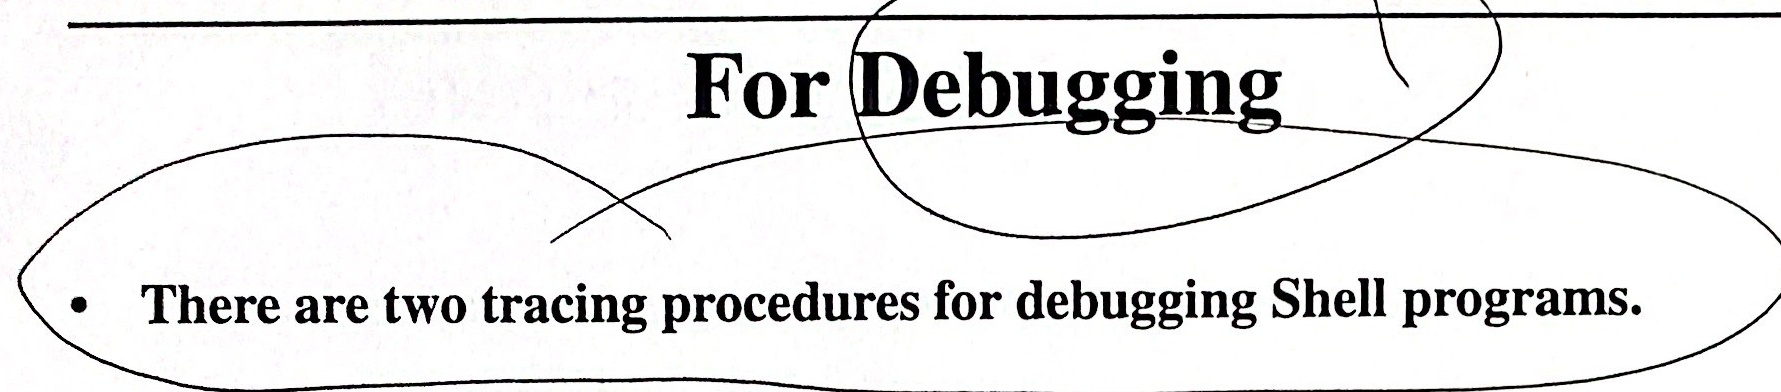 For Debugging
• There are two tracing procedures for debugging Shell programs.